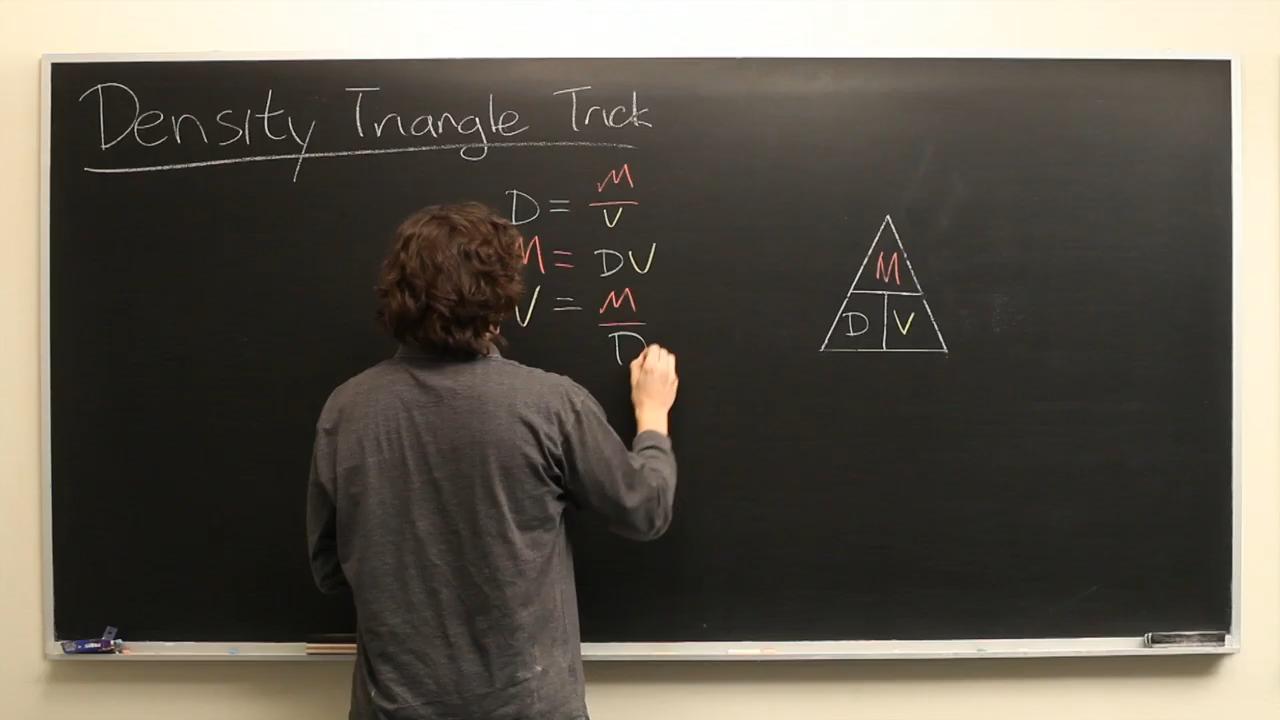 Density Triangle Trick
D = M/V
M = DV
V = M/D
M
D V